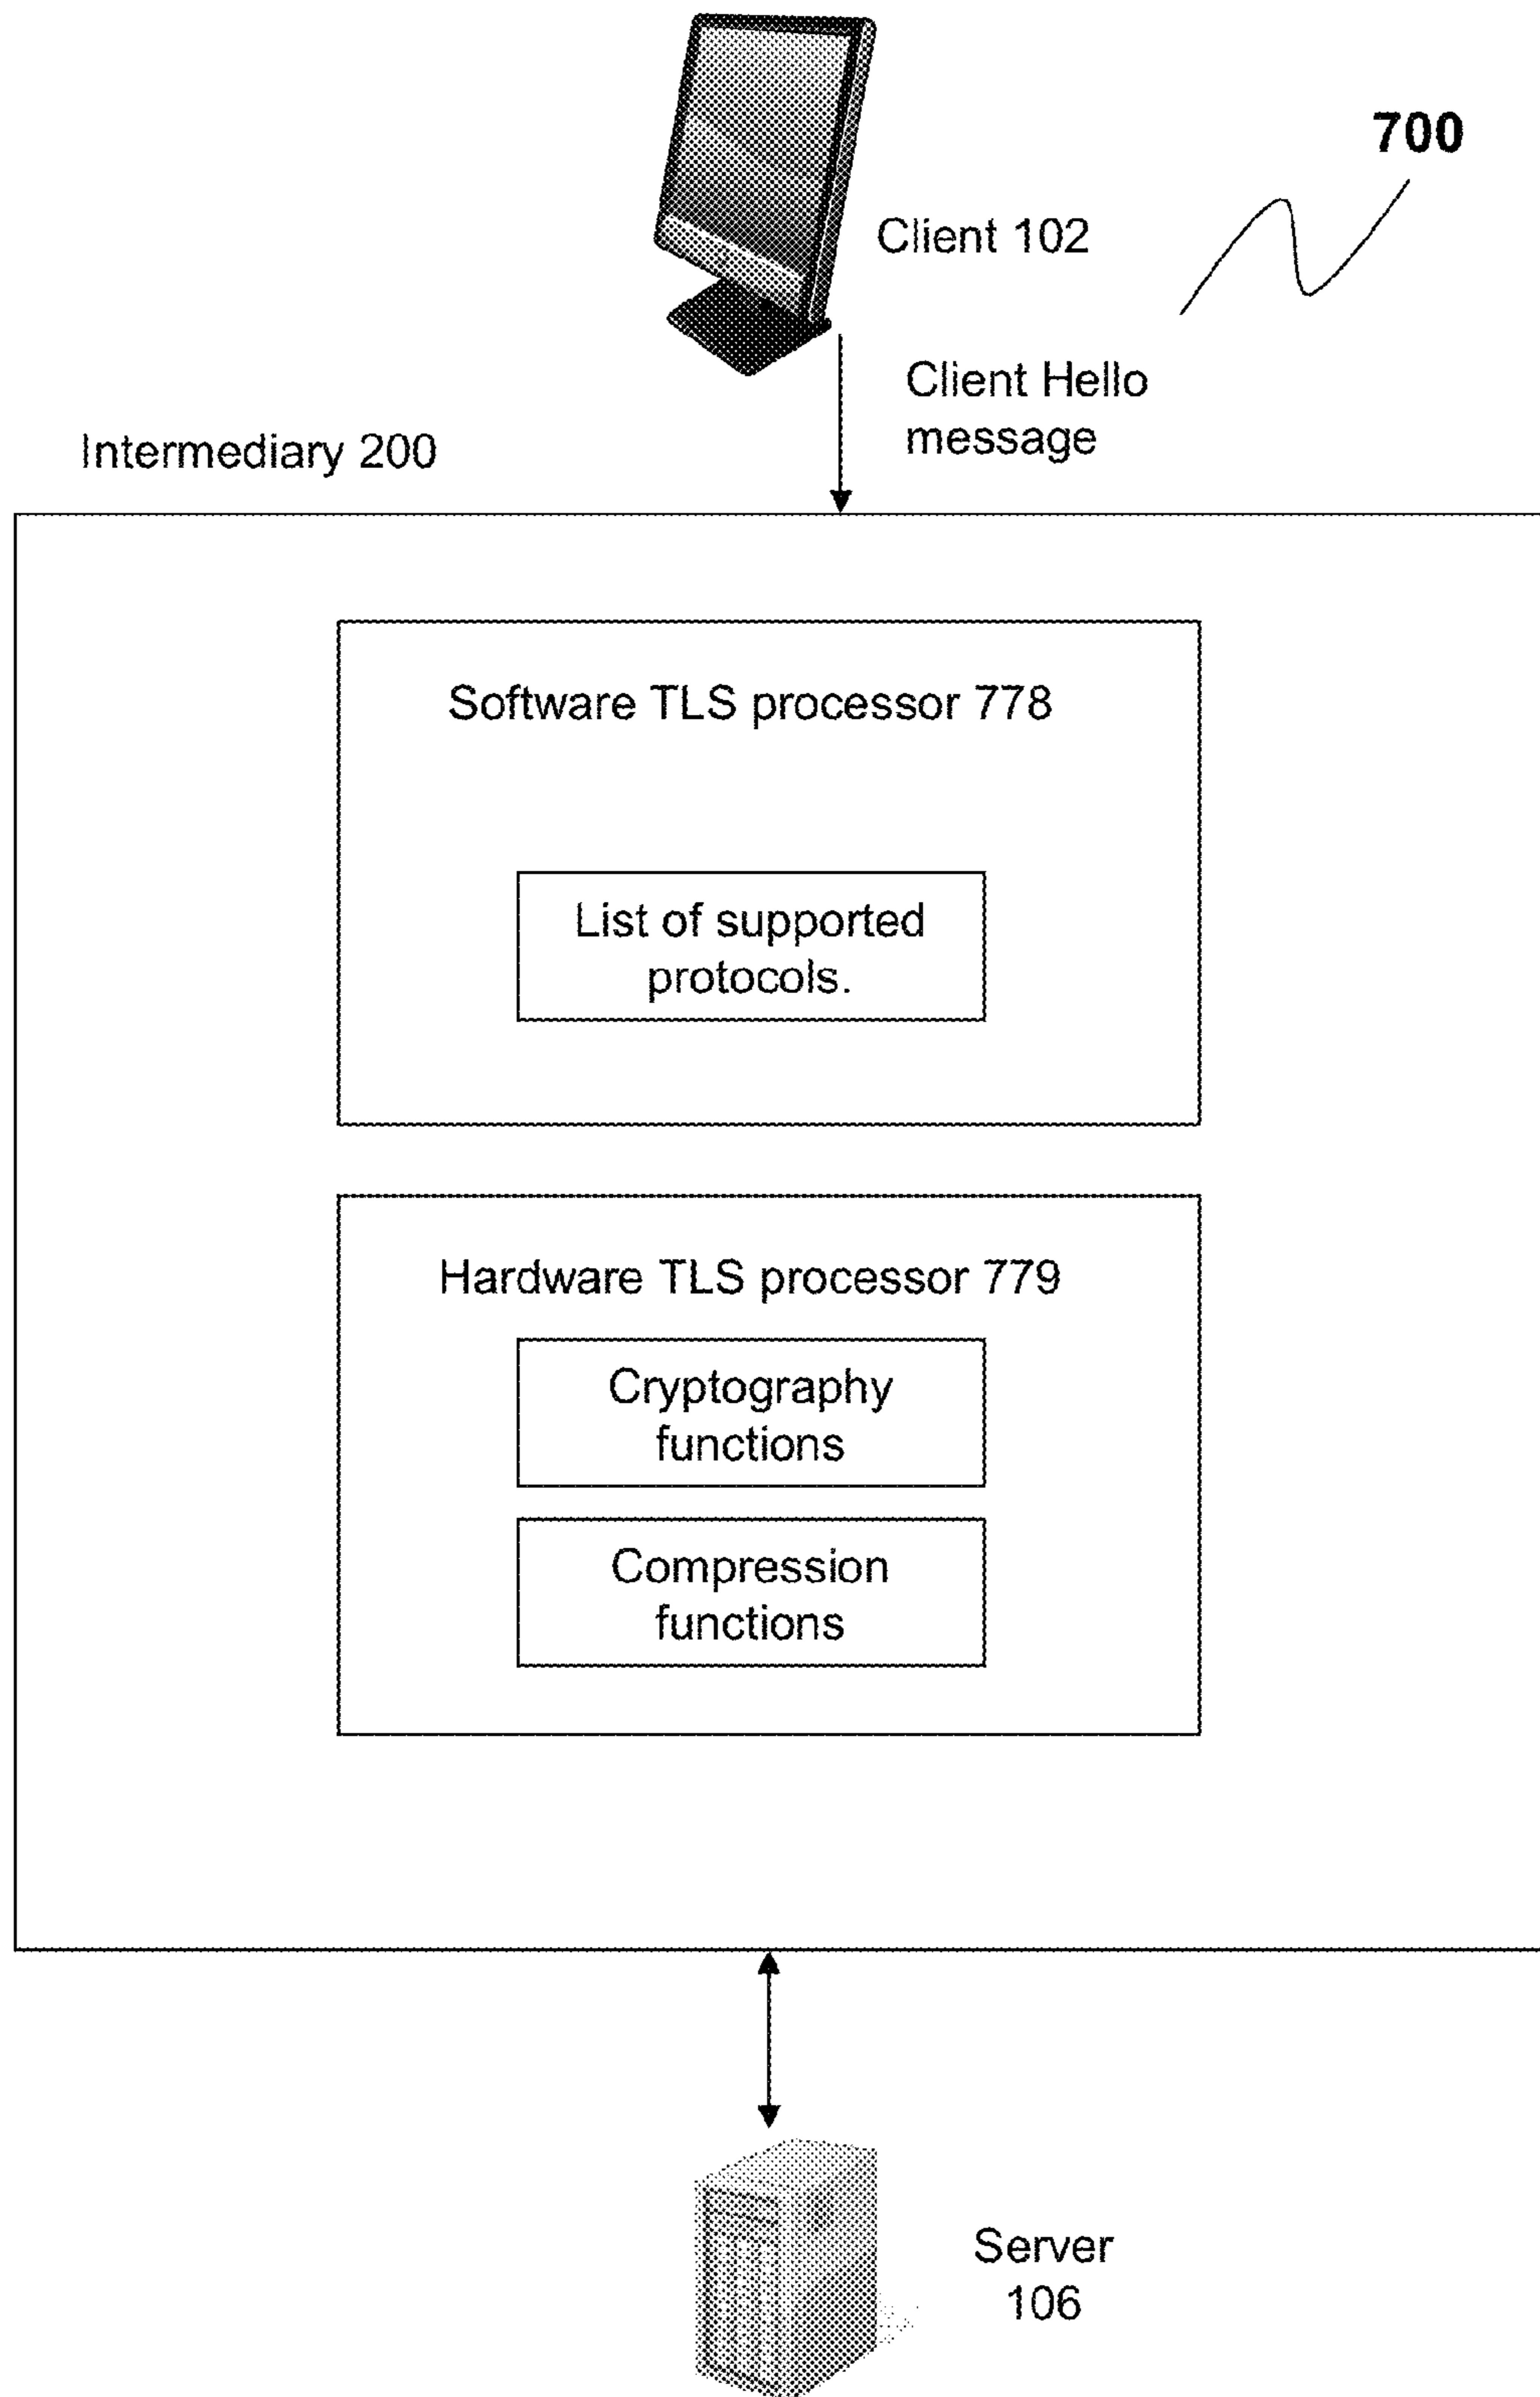 700
Client 102
Client Hello
message
Intermediary 200
Software TLS processor 778
List of supported
protocols.
Hardware TLS processor 779
Cryptography
functions
Compression
functions
Server
106